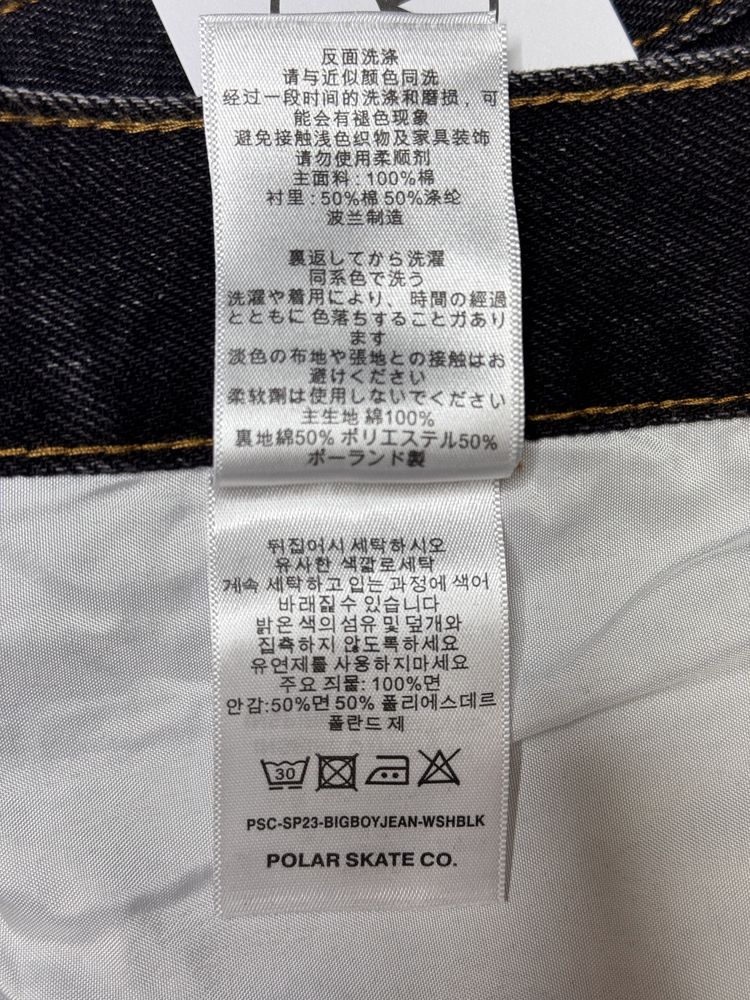 反面洗涤
请与近似颜色同洗
经过一段时间的洗涤和磨损，可
能会有褪色现象
避免接触浅色织物及家具装饰
请勿使用柔顺剂
主面料：100%棉
衬里：50%棉 50%涤纶
波兰制造
裏返してから洗濯
同系色で洗う
洗濯や着用により、時間の經過
とともに 色落ちすること力あり
ます
淡色の布地や張地との接触はお
避けください
柔软劑は使用しないでください
主生地 綿100%
裏地綿50% ポリエステル50%
ポーランド製
뒤집어시 세탁하시오
유사한 색깔로세탁
계속 세탁하고 입는 과정에 색어
바래질수 있습니다
밝은 색의 섬유 및 덮개와
집촉하지 않도록하세요
유연제를 사용하지마세요
주요 직물: 100%면
안감:50%면 50% 폴리에스데르
폴란드 제
30
PSC-SP23-BIGBOYJEAN-WSHBLK
POLAR SKATE CO.